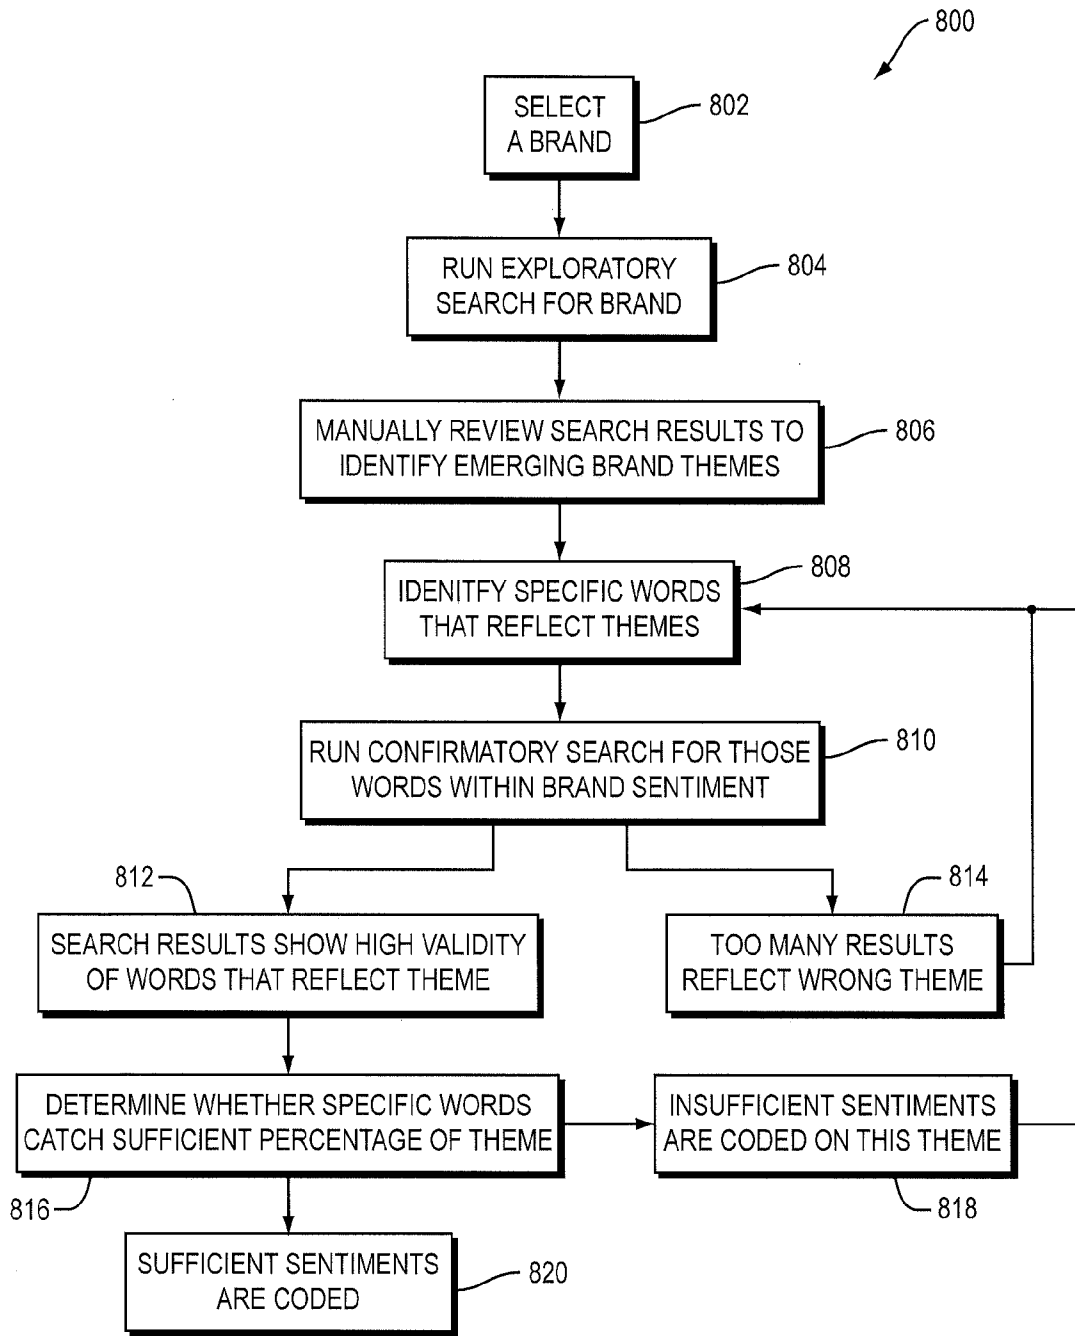 800
SELECT
A BRAND
802
RUN EXPLORATORY
SEARCH FOR BRAND
804
MANUALLY REVIEW SEARCH RESULTS TO
IDENTIFY EMERGING BRAND THEMES
806
IDENITFY SPECIFIC WORDS
THAT REFLECT THEMES
808
RUN CONFIRMATORY SEARCH FOR THOSE
WORDS WITHIN BRAND SENTIMENT
810
812
SEARCH RESULTS SHOW HIGH VALIDITY
OF WORDS THAT REFLECT THEME
814
TOO MANY RESULTS
REFLECT WRONG THEME
DETERMINE WHETHER SPECIFIC WORDS
CATCH SUFFICIENT PERCENTAGE OF THEME
816
INSUFFICIENT SENTIMENTS
ARE CODED ON THIS THEME
818
SUFFICIENT SENTIMENTS
ARE CODED
820